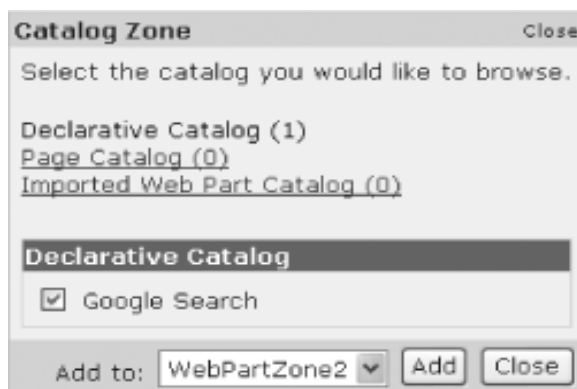 Catalog Zone Close
Select the catalog you would like to browse.
Declarative Catalog (1)
Page Catalog (0)
Imported Web Part Catalog (0)
Declarative Catalog
Google Search
Add to: WebPartZone2 Add Close